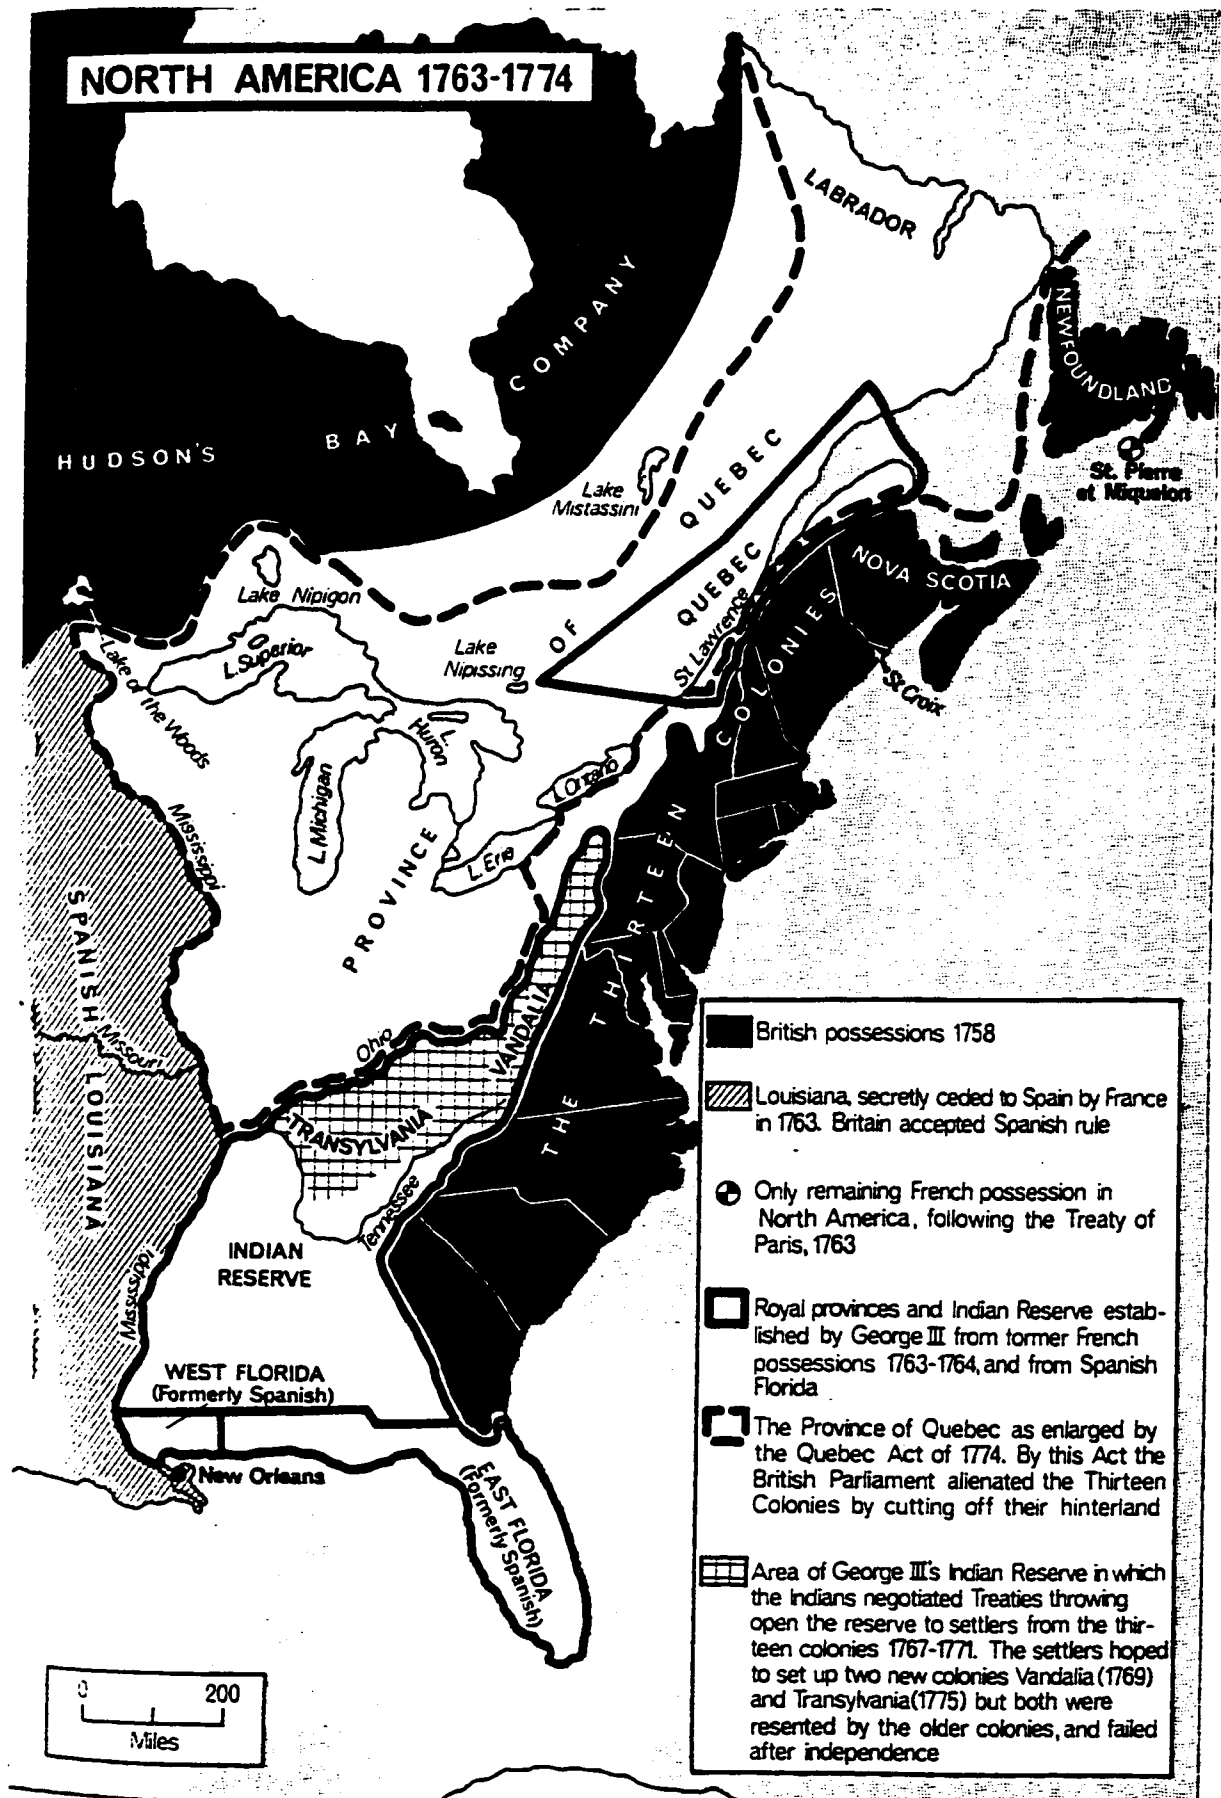 NORTH AMERICA 1763-1774
LABRADOR
HUDSON'S BAY COMPANY
NEWFOUNDLAND
St. Pierre
et Miquelon
Lake
Mistassini
QUEBEC
QUEBEC
NOVA SCOTIA
Lake Nipigon
L. Superior
Lake
Nipissing
OF
St Lawrence
St Croix
Lake of the Woods
L.
Huron
L. Michigan
L. Ontario
L. Erie
Mississippi
PROVINCE
THE THIRTEEN COLONIES
SPANISH LOUISIANA
Missouri
Ohio
VANDALIA
TRANSYLVANIA
Tennessee
INDIAN
RESERVE
Mississippi
WEST FLORIDA
(Formerly Spanish)
New Orleans
EAST FLORIDA
(Formerly Spanish)
0 200
Miles
British possessions 1758
Louisiana, secretly ceded to Spain by France
in 1763. Britain accepted Spanish rule
Only remaining French possession in
North America, following the Treaty of
Paris, 1763
Royal provinces and Indian Reserve estab-
lished by George III from former French
possessions 1763-1764, and from Spanish
Florida
The Province of Quebec as enlarged by
the Quebec Act of 1774. By this Act the
British Parliament alienated the Thirteen
Colonies by cutting off their hinterland
Area of George III's Indian Reserve in which
the Indians negotiated Treaties throwing
open the reserve to settlers from the thir-
teen colonies 1767-1771. The settlers hoped
to set up two new colonies Vandalia (1769)
and Transylvania (1775) but both were
resented by the older colonies, and failed
after independence